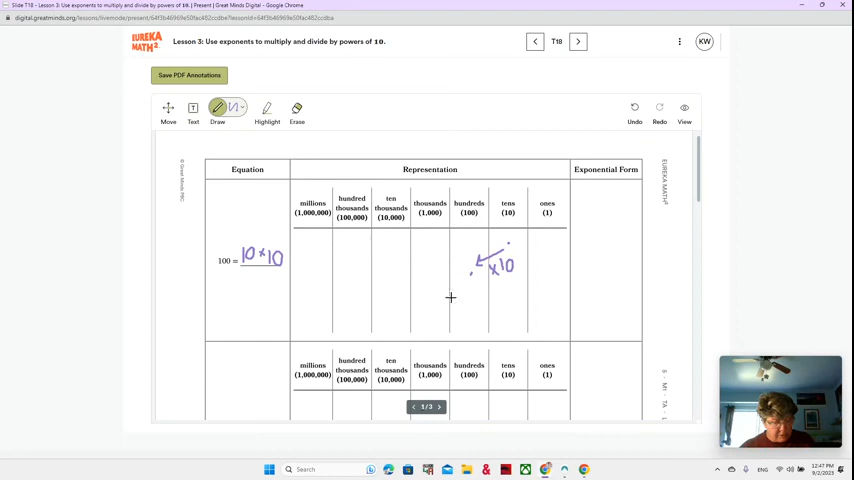 Slide T18 - Lesson 3: Use exponents to multiply and divide by powers of 10. | Present | Great Minds Digital - Google Chrome
digital.greatminds.org/lessons/livemode/present/64f3b46969e5ea0fac482ccdbe?lessonId=64f3b46969c5ea0fac482ccdba
EUREKA MATH²
Lesson 3: Use exponents to multiply and divide by powers of 10.
T18
KW
Save PDF Annotations
Move Text Draw Highlight Erase Undo Redo View
© Great Minds PBC
EUREKA MATH²
Equation Representation Exponential Form
millions (1,000,000) hundred thousands (100,000) ten thousands (10,000) thousands (1,000) hundreds (100) tens (10) ones (1)
100 = 10 × 10
×10
millions (1,000,000) hundred thousands (100,000) ten thousands (10,000) thousands (1,000) hundreds (100) tens (10) ones (1)
5 ▸ M1 ▸ TA ▸ L
1/3
Search
ENG
12:47 PM
9/2/2023